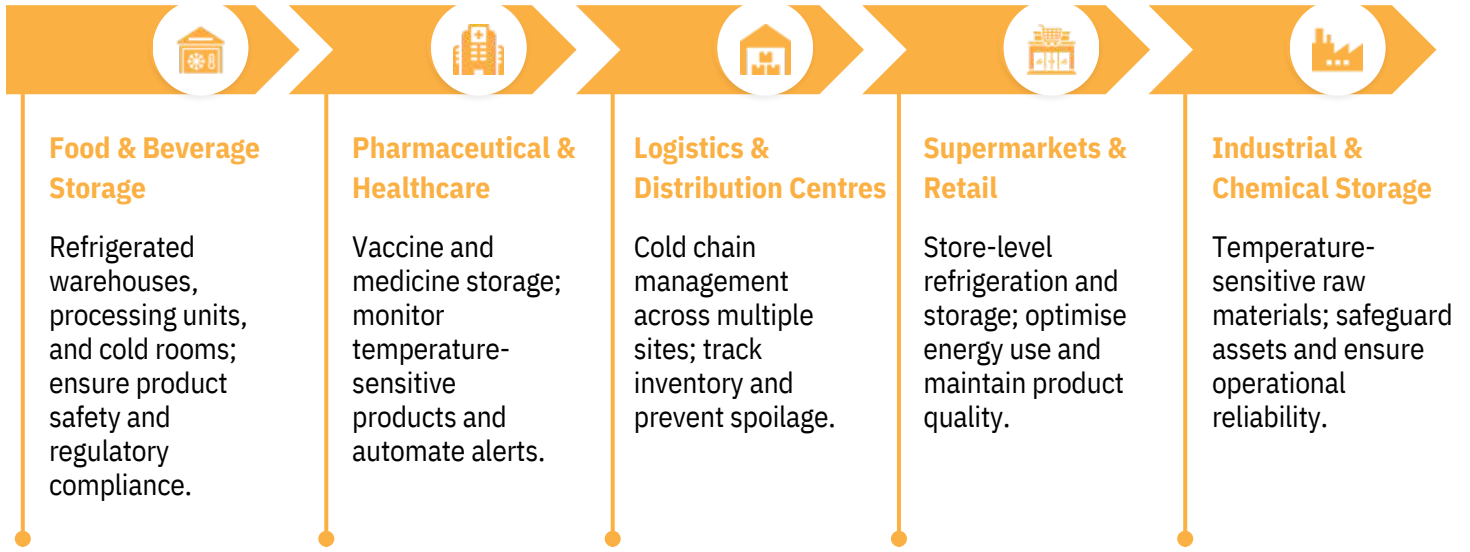 Food & Beverage
Storage
Refrigerated
warehouses,
processing units,
and cold rooms;
ensure product
safety and
regulatory
compliance.
Pharmaceutical &
Healthcare
Vaccine and
medicine storage;
monitor
temperature-
sensitive
products and
automate alerts.
Logistics &
Distribution Centres
Cold chain
management
across multiple
sites; track
inventory and
prevent spoilage.
Supermarkets &
Retail
Store-level
refrigeration and
storage; optimise
energy use and
maintain product
quality.
Industrial &
Chemical Storage
Temperature-
sensitive raw
materials; safeguard
assets and ensure
operational
reliability.